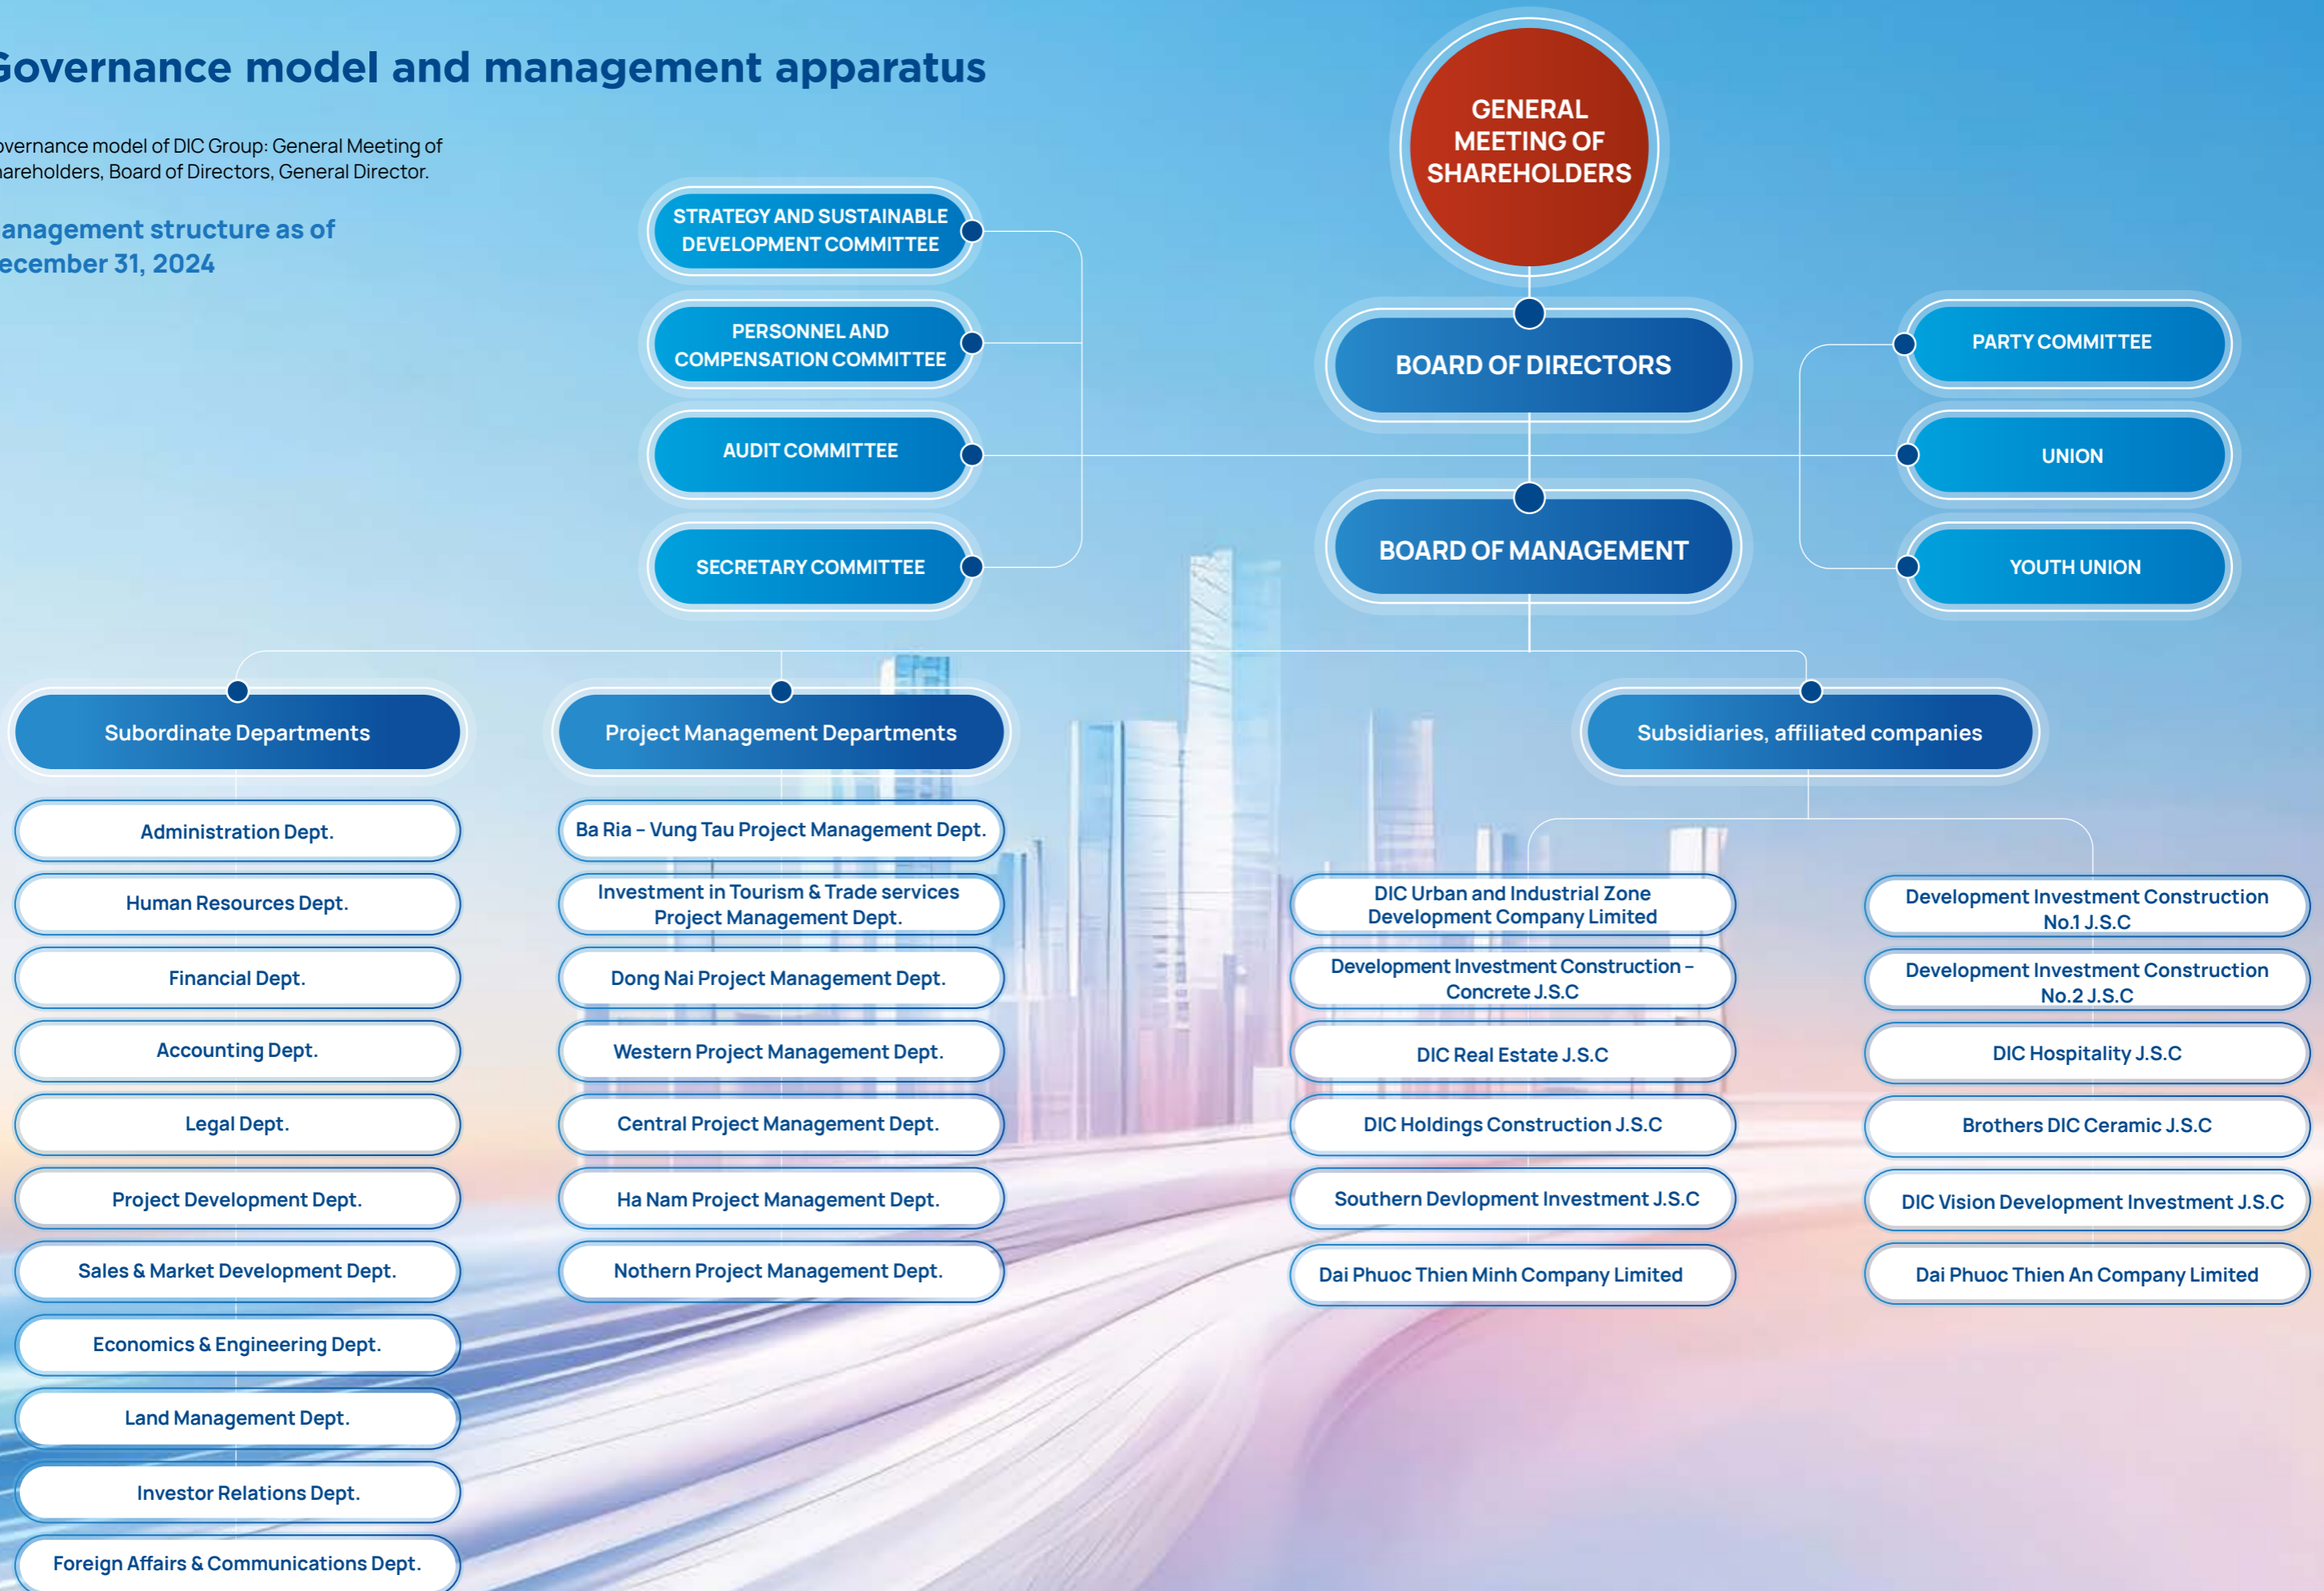 Governance model and management apparatus
overnance model of DIC Group: General Meeting of
hareholders, Board of Directors, General Director.
anagement structure as of
ecember 31, 2024
GENERAL
MEETING OF
SHAREHOLDERS
STRATEGY AND SUSTAINABLE
DEVELOPMENT COMMITTEE
PERSONNEL AND
COMPENSATION COMMITTEE
AUDIT COMMITTEE
SECRETARY COMMITTEE
BOARD OF DIRECTORS
BOARD OF MANAGEMENT
PARTY COMMITTEE
UNION
YOUTH UNION
Subordinate Departments
Administration Dept.
Human Resources Dept.
Financial Dept.
Accounting Dept.
Legal Dept.
Project Development Dept.
Sales & Market Development Dept.
Economics & Engineering Dept.
Land Management Dept.
Investor Relations Dept.
Foreign Affairs & Communications Dept.
Project Management Departments
Ba Ria – Vung Tau Project Management Dept.
Investment in Tourism & Trade services
Project Management Dept.
Dong Nai Project Management Dept.
Western Project Management Dept.
Central Project Management Dept.
Ha Nam Project Management Dept.
Nothern Project Management Dept.
Subsidiaries, affiliated companies
DIC Urban and Industrial Zone
Development Company Limited
Development Investment Construction –
Concrete J.S.C
DIC Real Estate J.S.C
DIC Holdings Construction J.S.C
Southern Devlopment Investment J.S.C
Dai Phuoc Thien Minh Company Limited
Development Investment Construction
No.1 J.S.C
Development Investment Construction
No.2 J.S.C
DIC Hospitality J.S.C
Brothers DIC Ceramic J.S.C
DIC Vision Development Investment J.S.C
Dai Phuoc Thien An Company Limited